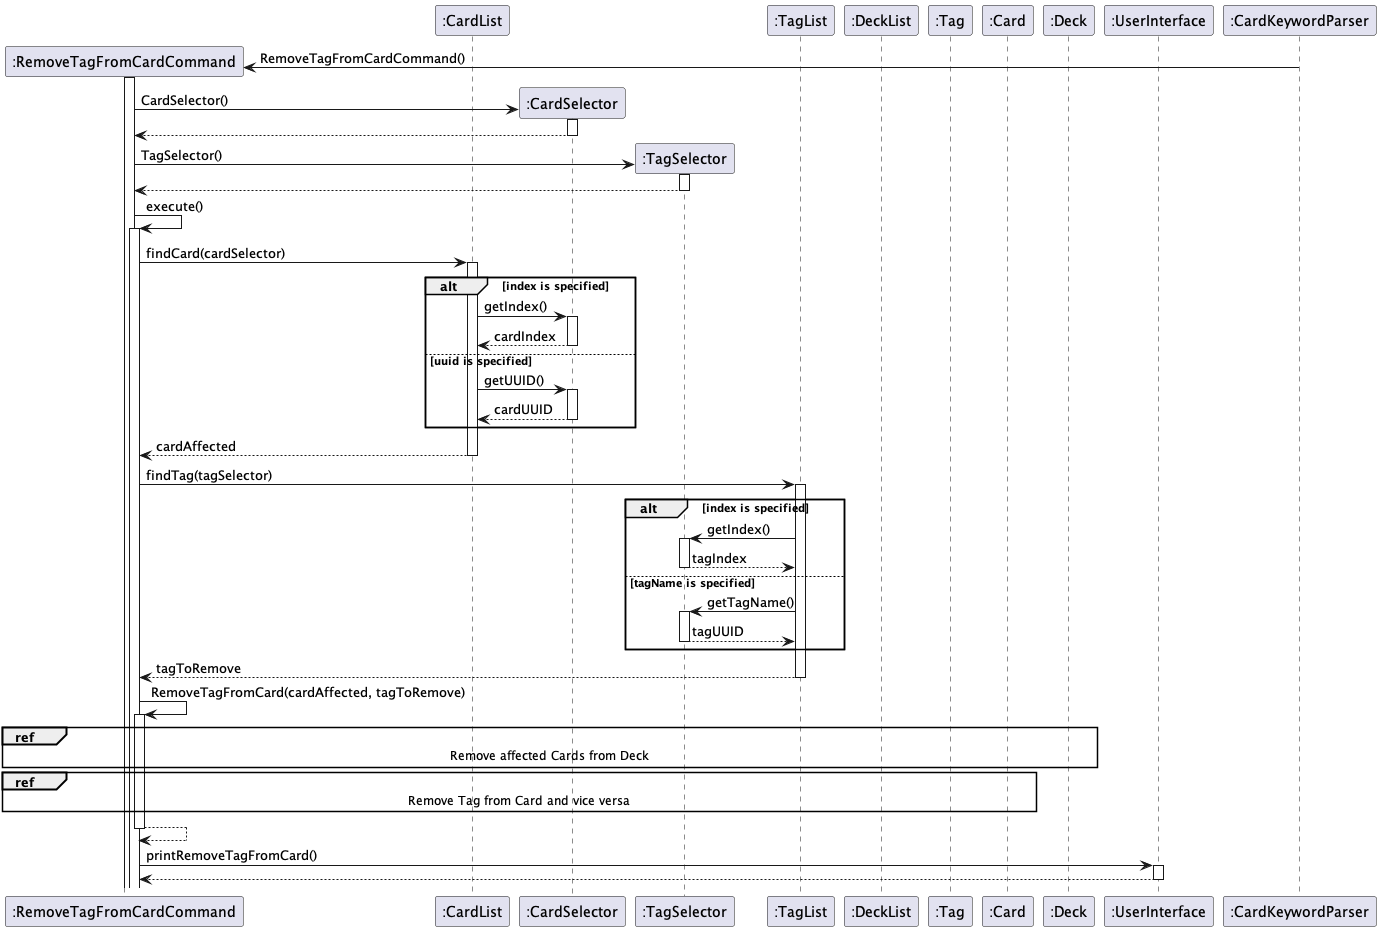 :CardList
:TagList
:DeckList
:Tag
:Card
:Deck
:UserInterface
:CardKeywordParser
:RemoveTagFromCardCommand
RemoveTagFromCardCommand()
CardSelector()
:CardSelector
TagSelector()
:TagSelector
execute()
findCard(cardSelector)
alt
[index is specified]
getIndex()
cardIndex
[uuid is specified]
getUUID()
cardUUID
cardAffected
findTag(tagSelector)
alt
[index is specified]
getIndex()
tagIndex
[tagName is specified]
getTagName()
tagUUID
tagToRemove
RemoveTagFromCard(cardAffected, tagToRemove)
ref
Remove affected Cards from Deck
ref
Remove Tag from Card and vice versa
printRemoveTagFromCard()
:RemoveTagFromCardCommand
:CardList
:CardSelector
:TagSelector
:TagList
:DeckList
:Tag
:Card
:Deck
:UserInterface
:CardKeywordParser